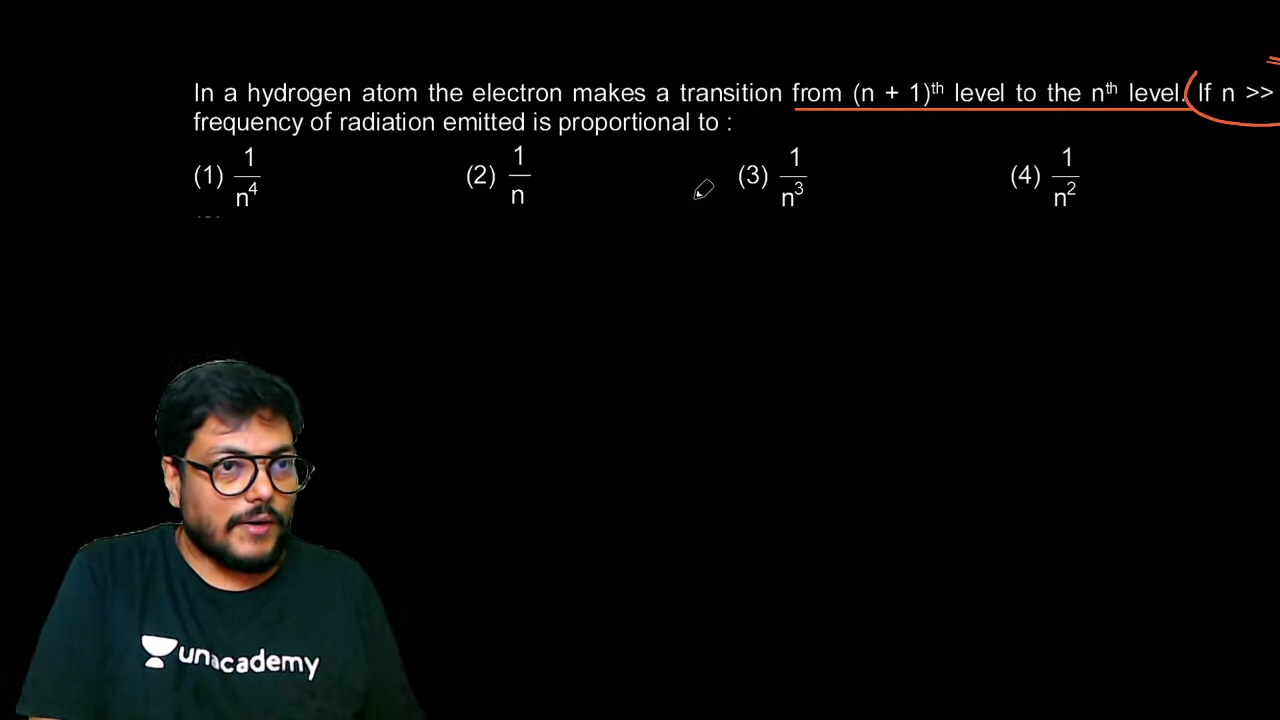 In a hydrogen atom the electron makes a transition from (n + 1)ᵗʰ level to the nᵗʰ level. If n >>
frequency of radiation emitted is proportional to :
(1) 1/n⁴ (2) 1/n (3) 1/n³ (4) 1/n²
unacademy